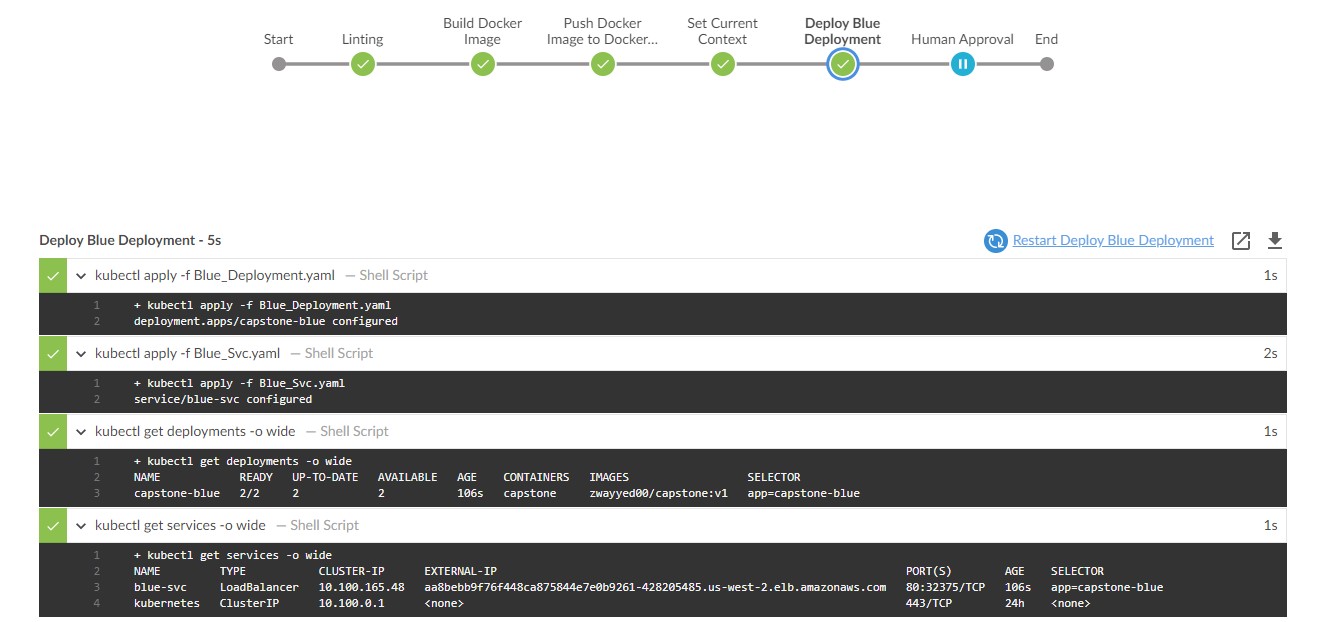 Start
Linting
Build Docker
Image
Push Docker
Image to Docker...
Set Current
Context
Deploy Blue
Deployment
Human Approval
End
Deploy Blue Deployment - 5s
Restart Deploy Blue Deployment
kubectl apply -f Blue_Deployment.yaml — Shell Script 1s
1 + kubectl apply -f Blue_Deployment.yaml
2 deployment.apps/capstone-blue configured
kubectl apply -f Blue_Svc.yaml — Shell Script 2s
1 + kubectl apply -f Blue_Svc.yaml
2 service/blue-svc configured
kubectl get deployments -o wide — Shell Script 1s
1 + kubectl get deployments -o wide
2 NAME READY UP-TO-DATE AVAILABLE AGE CONTAINERS IMAGES SELECTOR
3 capstone-blue 2/2 2 2 106s capstone zwayyed00/capstone:v1 app=capstone-blue
kubectl get services -o wide — Shell Script 1s
1 + kubectl get services -o wide
2 NAME TYPE CLUSTER-IP EXTERNAL-IP PORT(S) AGE SELECTOR
3 blue-svc LoadBalancer 10.100.165.48 aa8bebb9f76f448ca875844e7e0b9261-428205485.us-west-2.elb.amazonaws.com 80:32375/TCP 106s app=capstone-blue
4 kubernetes ClusterIP 10.100.0.1 <none> 443/TCP 24h <none>